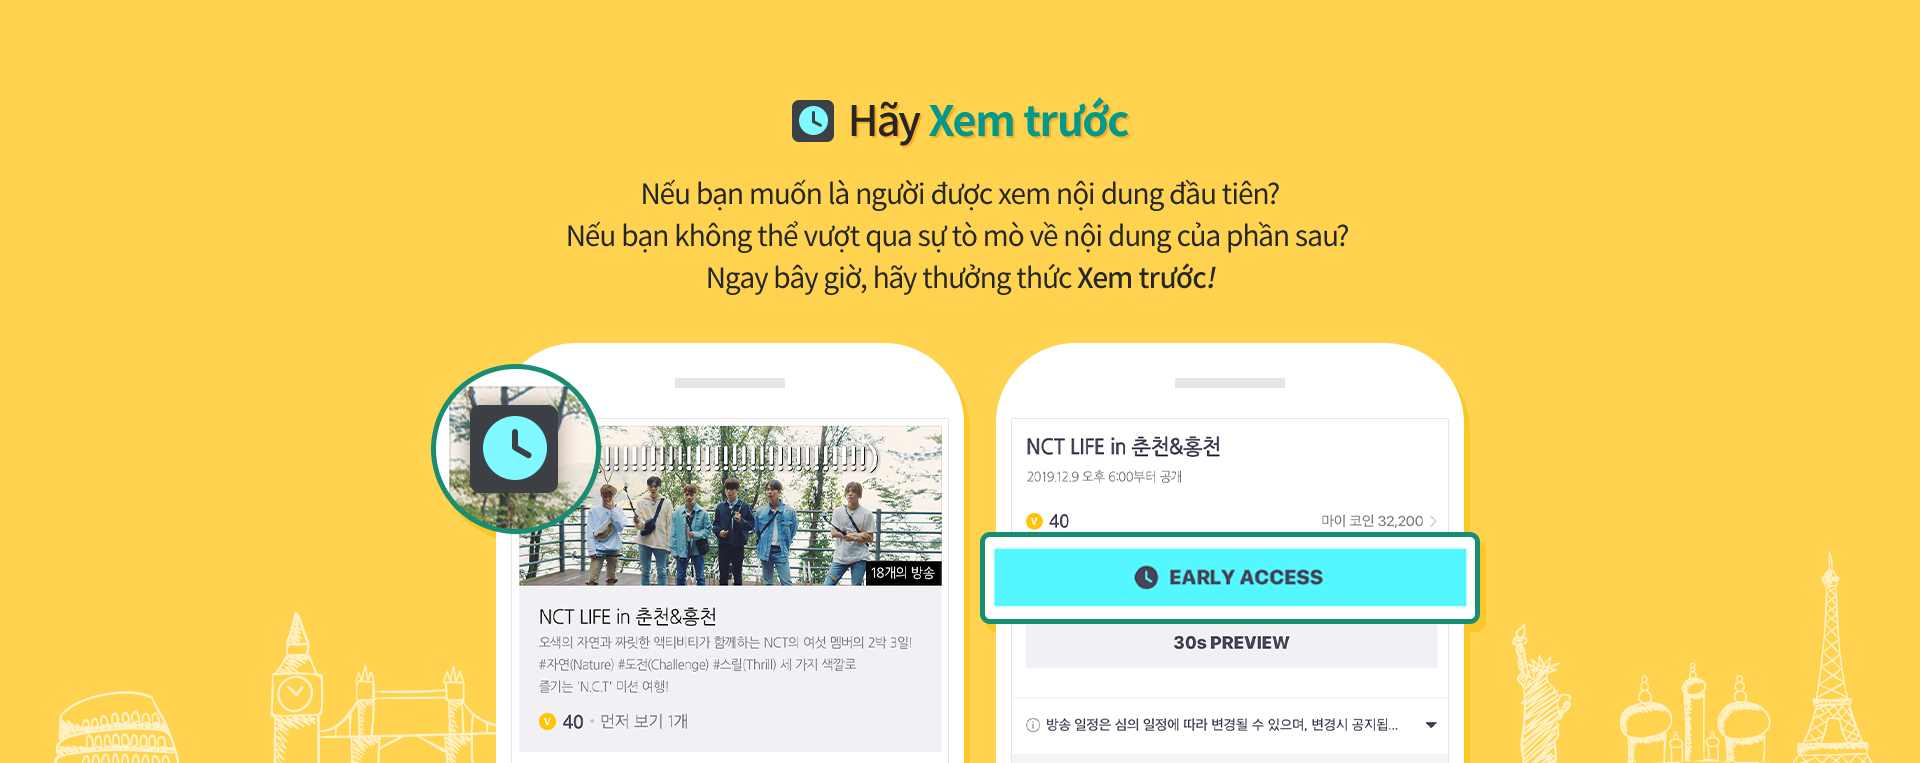 Hãy Xem trước
Nếu bạn muốn là người được xem nội dung đầu tiên?
Nếu bạn không thể vượt qua sự tò mò về nội dung của phần sau?
Ngay bây giờ, hãy thưởng thức Xem trước!
18개의 방송
NCT LIFE in 춘천&홍천
오색의 자연과 짜릿한 액티비티가 함께하는 NCT의 여섯 멤버의 2박 3일!
#자연(Nature) #도전(Challenge) #스릴(Thrill) 세 가지 색깔로
즐기는 'N.C.T' 미션 여행!
V 40 • 먼저 보기 1개
NCT LIFE in 춘천&홍천
2019.12.9 오후 6:00부터 공개
V 40 마이 코인 32,200 >
EARLY ACCESS
30s PREVIEW
방송 일정은 심의 일정에 따라 변경될 수 있으며, 변경시 공지됩...